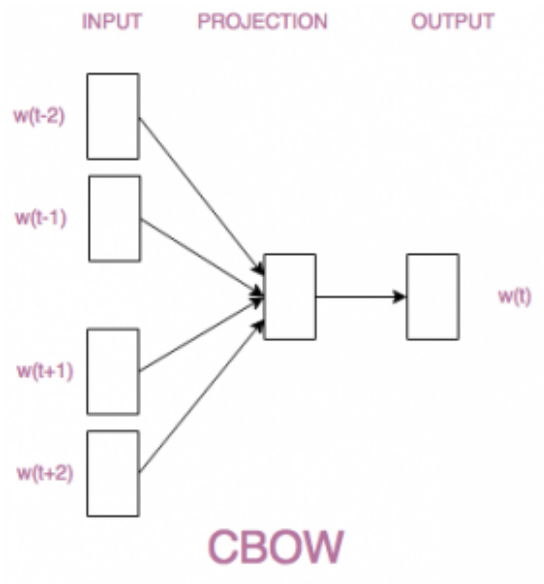 INPUT PROJECTION OUTPUT
w(t-2)
w(t-1)
w(t)
w(t+1)
w(t+2)
CBOW